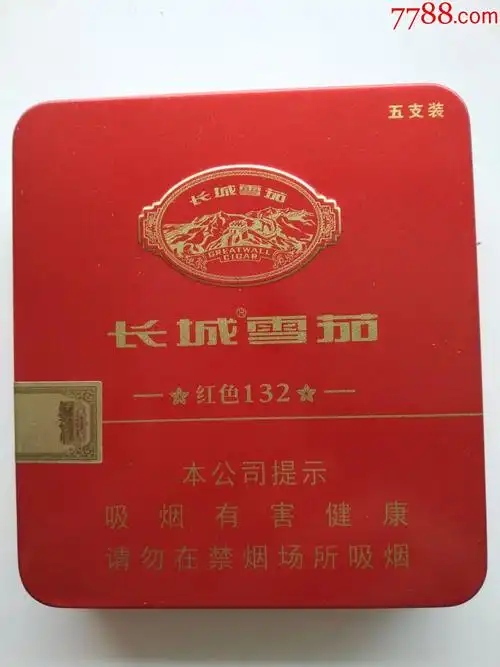 7788.com
五支装
长城雪茄
GREATWALL
CIGAR
长城®雪茄
红色132
本公司提示
吸烟有害健康
请勿在禁烟场所吸烟